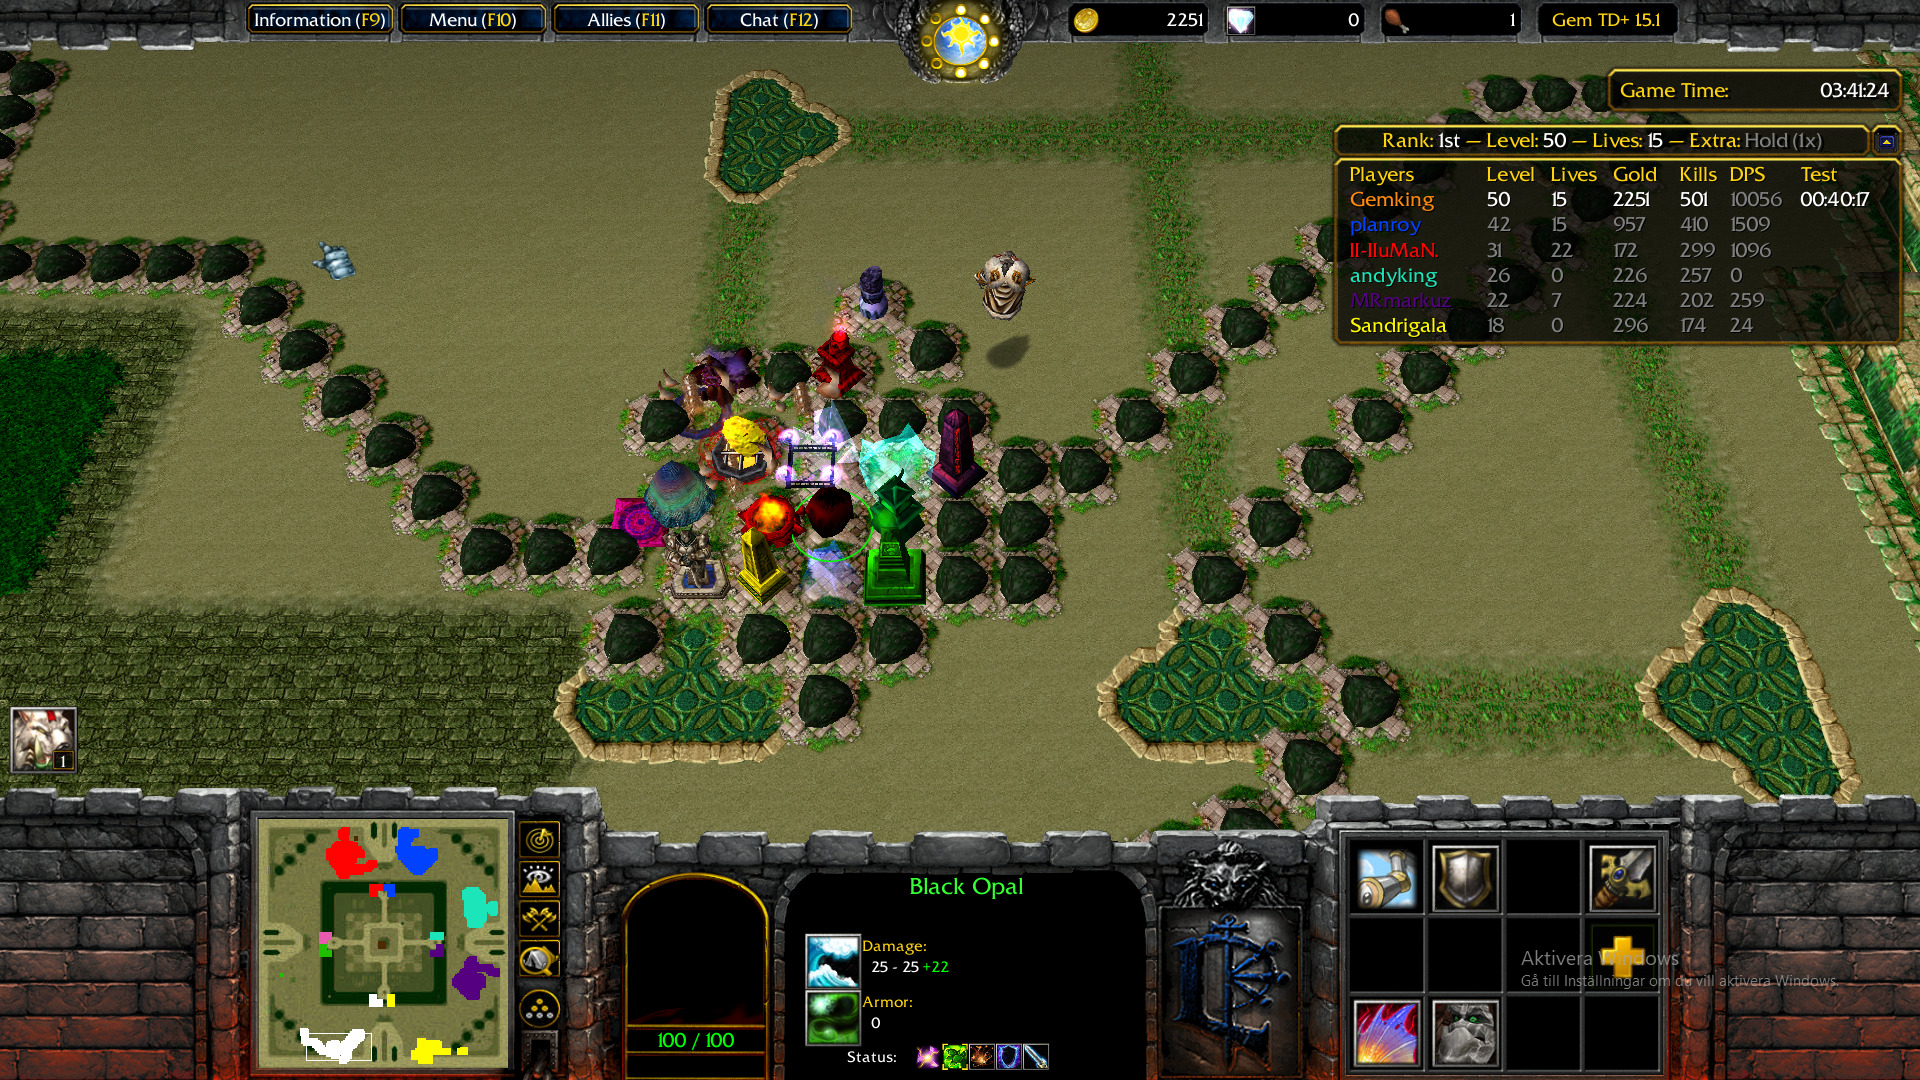 Information (F9) Menu (F10) Allies (F11) Chat (F12) 2251 0 1 Gem TD+ 15.1
Game Time: 03:41:24
Rank: 1st – Level: 50 – Lives: 15 – Extra: Hold (1x)
Players Level Lives Gold Kills DPS Test
Gemking 50 15 2251 501 10056 00:40:17
planroy 42 15 957 410 1509
II-IIuMaN. 31 22 172 299 1096
andyking 26 0 226 257 0
MRmarkuz 22 7 224 202 259
Sandrigala 18 0 296 174 24
1
Black Opal
Damage:
25 - 25 +22
Armor:
0
Status:
100 / 100
Aktivera Windows
Gå till Inställningar om du vill aktivera Windows.